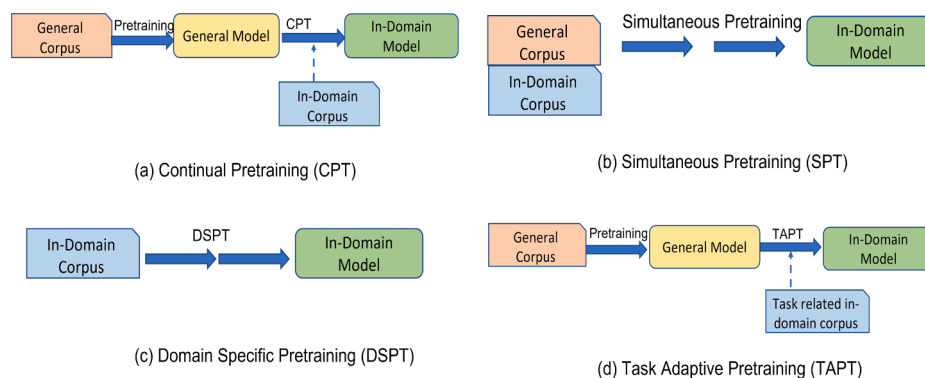 General
Corpus
Pretraining
General Model
CPT
In-Domain
Model
In-Domain
Corpus
(a) Continual Pretraining (CPT)
General
Corpus
In-Domain
Corpus
Simultaneous Pretraining
In-Domain
Model
(b) Simultaneous Pretraining (SPT)
In-Domain
Corpus
DSPT
In-Domain
Model
(c) Domain Specific Pretraining (DSPT)
General
Corpus
Pretraining
General Model
TAPT
In-Domain
Model
Task related in-
domain corpus
(d) Task Adaptive Pretraining (TAPT)